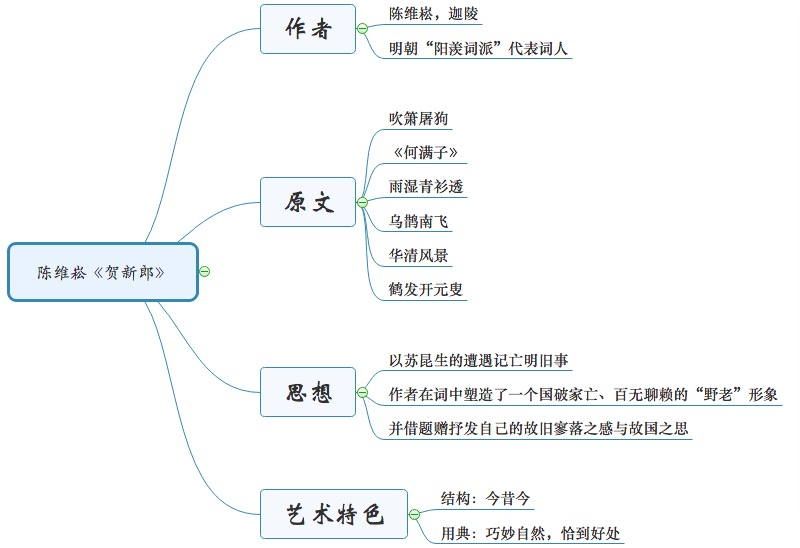 陈维崧《贺新郎》
作者
陈维崧，迦陵
明朝“阳羡词派”代表词人
原文
吹箫屠狗
《何满子》
雨湿青衫透
乌鹊南飞
华清风景
鹤发开元叟
思想
以苏昆生的遭遇记亡明旧事
作者在词中塑造了一个国破家亡、百无聊赖的“野老”形象
并借题赠抒发自己的故旧寥落之感与故国之思
艺术特色
结构：今昔今
用典：巧妙自然，恰到好处